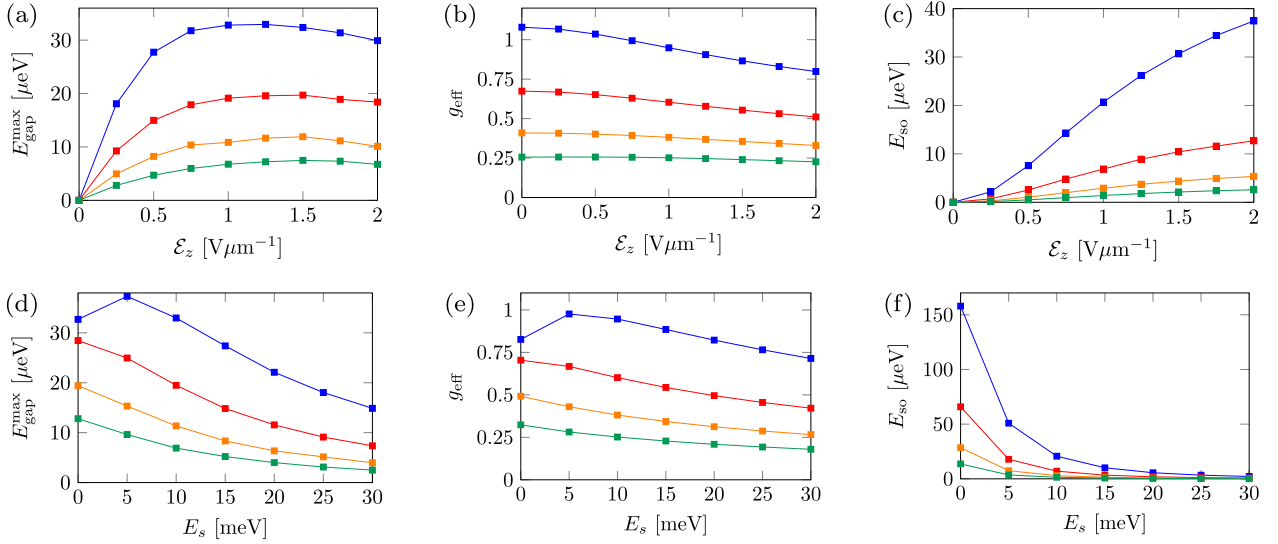 (a)
E_gap^max [μeV]
30
20
10
0
0 0.5 1 1.5 2
ℰ_z [Vμm⁻¹]
(b)
g_eff
1
0.75
0.5
0.25
0
0 0.5 1 1.5 2
ℰ_z [Vμm⁻¹]
(c)
E_so [μeV]
40
30
20
10
0
0 0.5 1 1.5 2
ℰ_z [Vμm⁻¹]
(d)
E_gap^max [μeV]
30
20
10
0
0 5 10 15 20 25 30
E_s [meV]
(e)
g_eff
1
0.75
0.5
0.25
0
0 5 10 15 20 25 30
E_s [meV]
(f)
E_so [μeV]
150
100
50
0
0 5 10 15 20 25 30
E_s [meV]